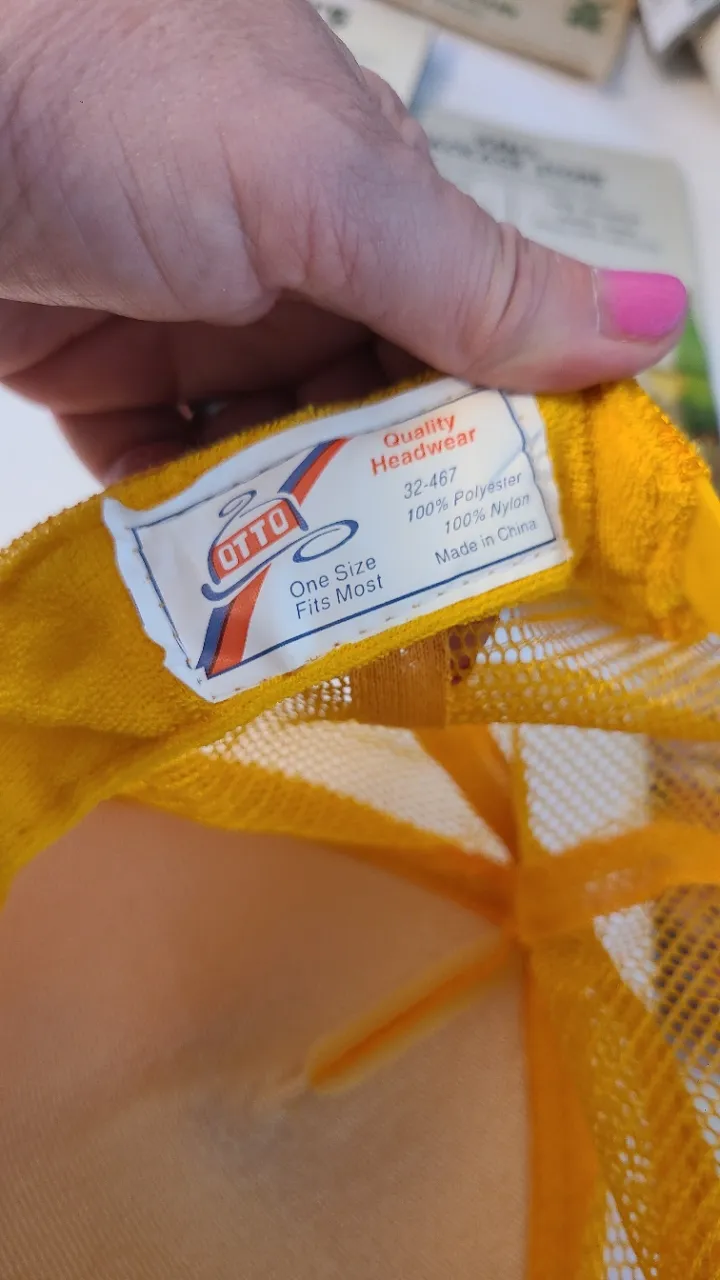 OTTO
One Size
Fits Most
Quality
Headwear
32-467
100% Polyester
100% Nylon
Made in China